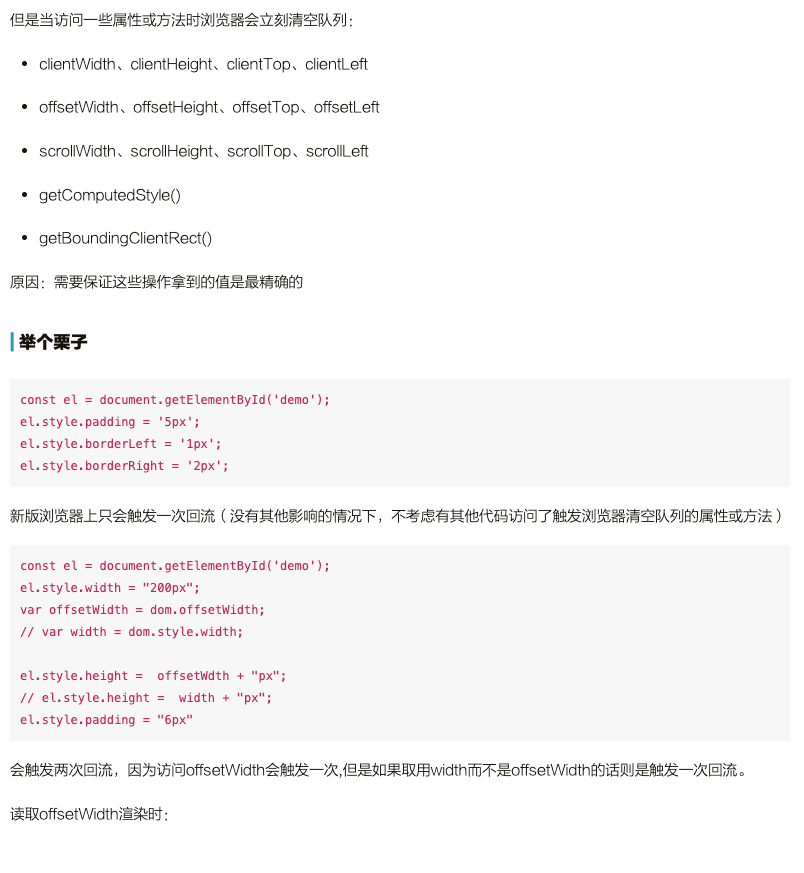 但是当访问一些属性或方法时浏览器会立刻清空队列：
• clientWidth、clientHeight、clientTop、clientLeft
• offsetWidth、offsetHeight、offsetTop、offsetLeft
• scrollWidth、scrollHeight、scrollTop、scrollLeft
• getComputedStyle()
• getBoundingClientRect()
原因：需要保证这些操作拿到的值是最精确的
举个栗子
const el = document.getElementById('demo');
el.style.padding = '5px';
el.style.borderLeft = '1px';
el.style.borderRight = '2px';
新版浏览器上只会触发一次回流（没有其他影响的情况下，不考虑有其他代码访问了触发浏览器清空队列的属性或方法）
const el = document.getElementById('demo');
el.style.width = "200px";
var offsetWidth = dom.offsetWidth;
// var width = dom.style.width;
el.style.height =  offsetWdth + "px";
// el.style.height =  width + "px";
el.style.padding = "6px"
会触发两次回流，因为访问offsetWidth会触发一次,但是如果取用width而不是offsetWidth的话则是触发一次回流。
读取offsetWidth渲染时：